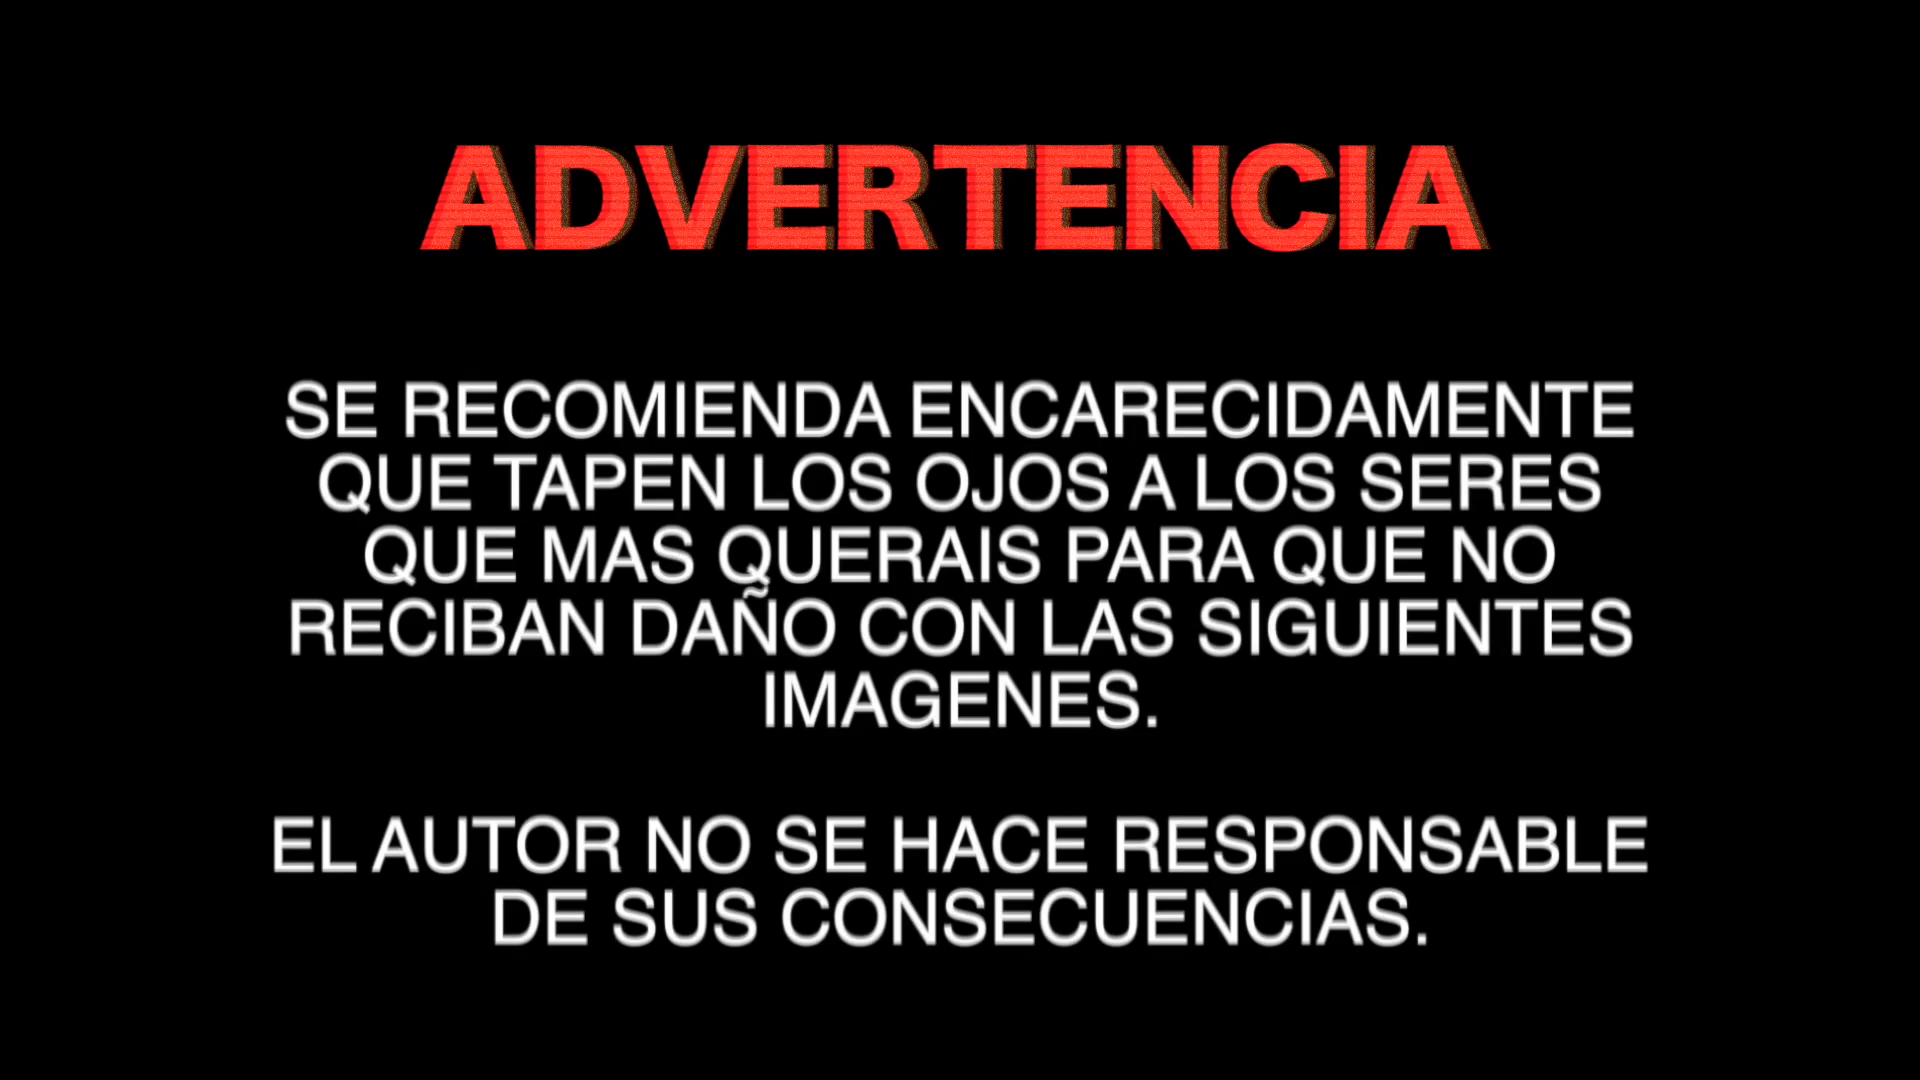 ADVERTENCIA
SE RECOMIENDA ENCARECIDAMENTE
QUE TAPEN LOS OJOS A LOS SERES
QUE MAS QUERAIS PARA QUE NO
RECIBAN DAÑO CON LAS SIGUIENTES
IMAGENES.
EL AUTOR NO SE HACE RESPONSABLE
DE SUS CONSECUENCIAS.